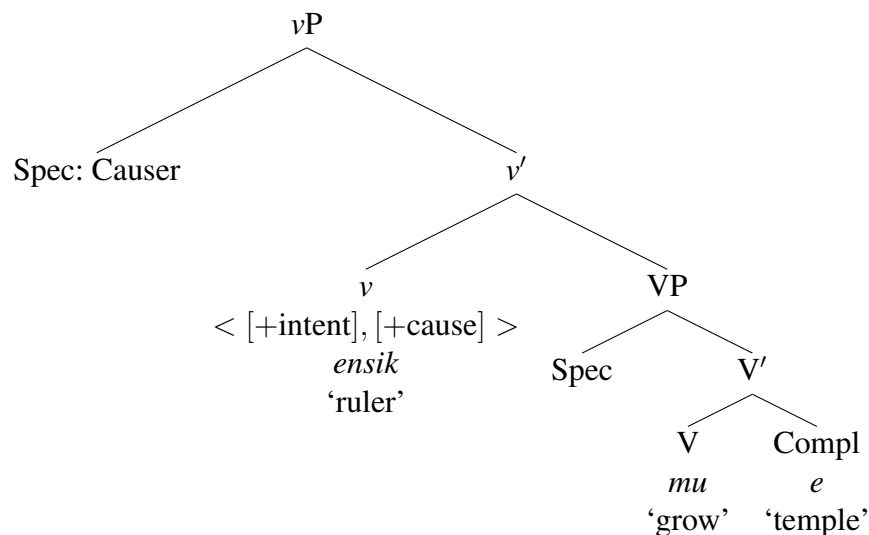 vP
Spec: Causer v′
v VP
< [+intent], [+cause] >
ensik Spec V′
‘ruler’
V Compl
mu e
‘grow’ ‘temple’